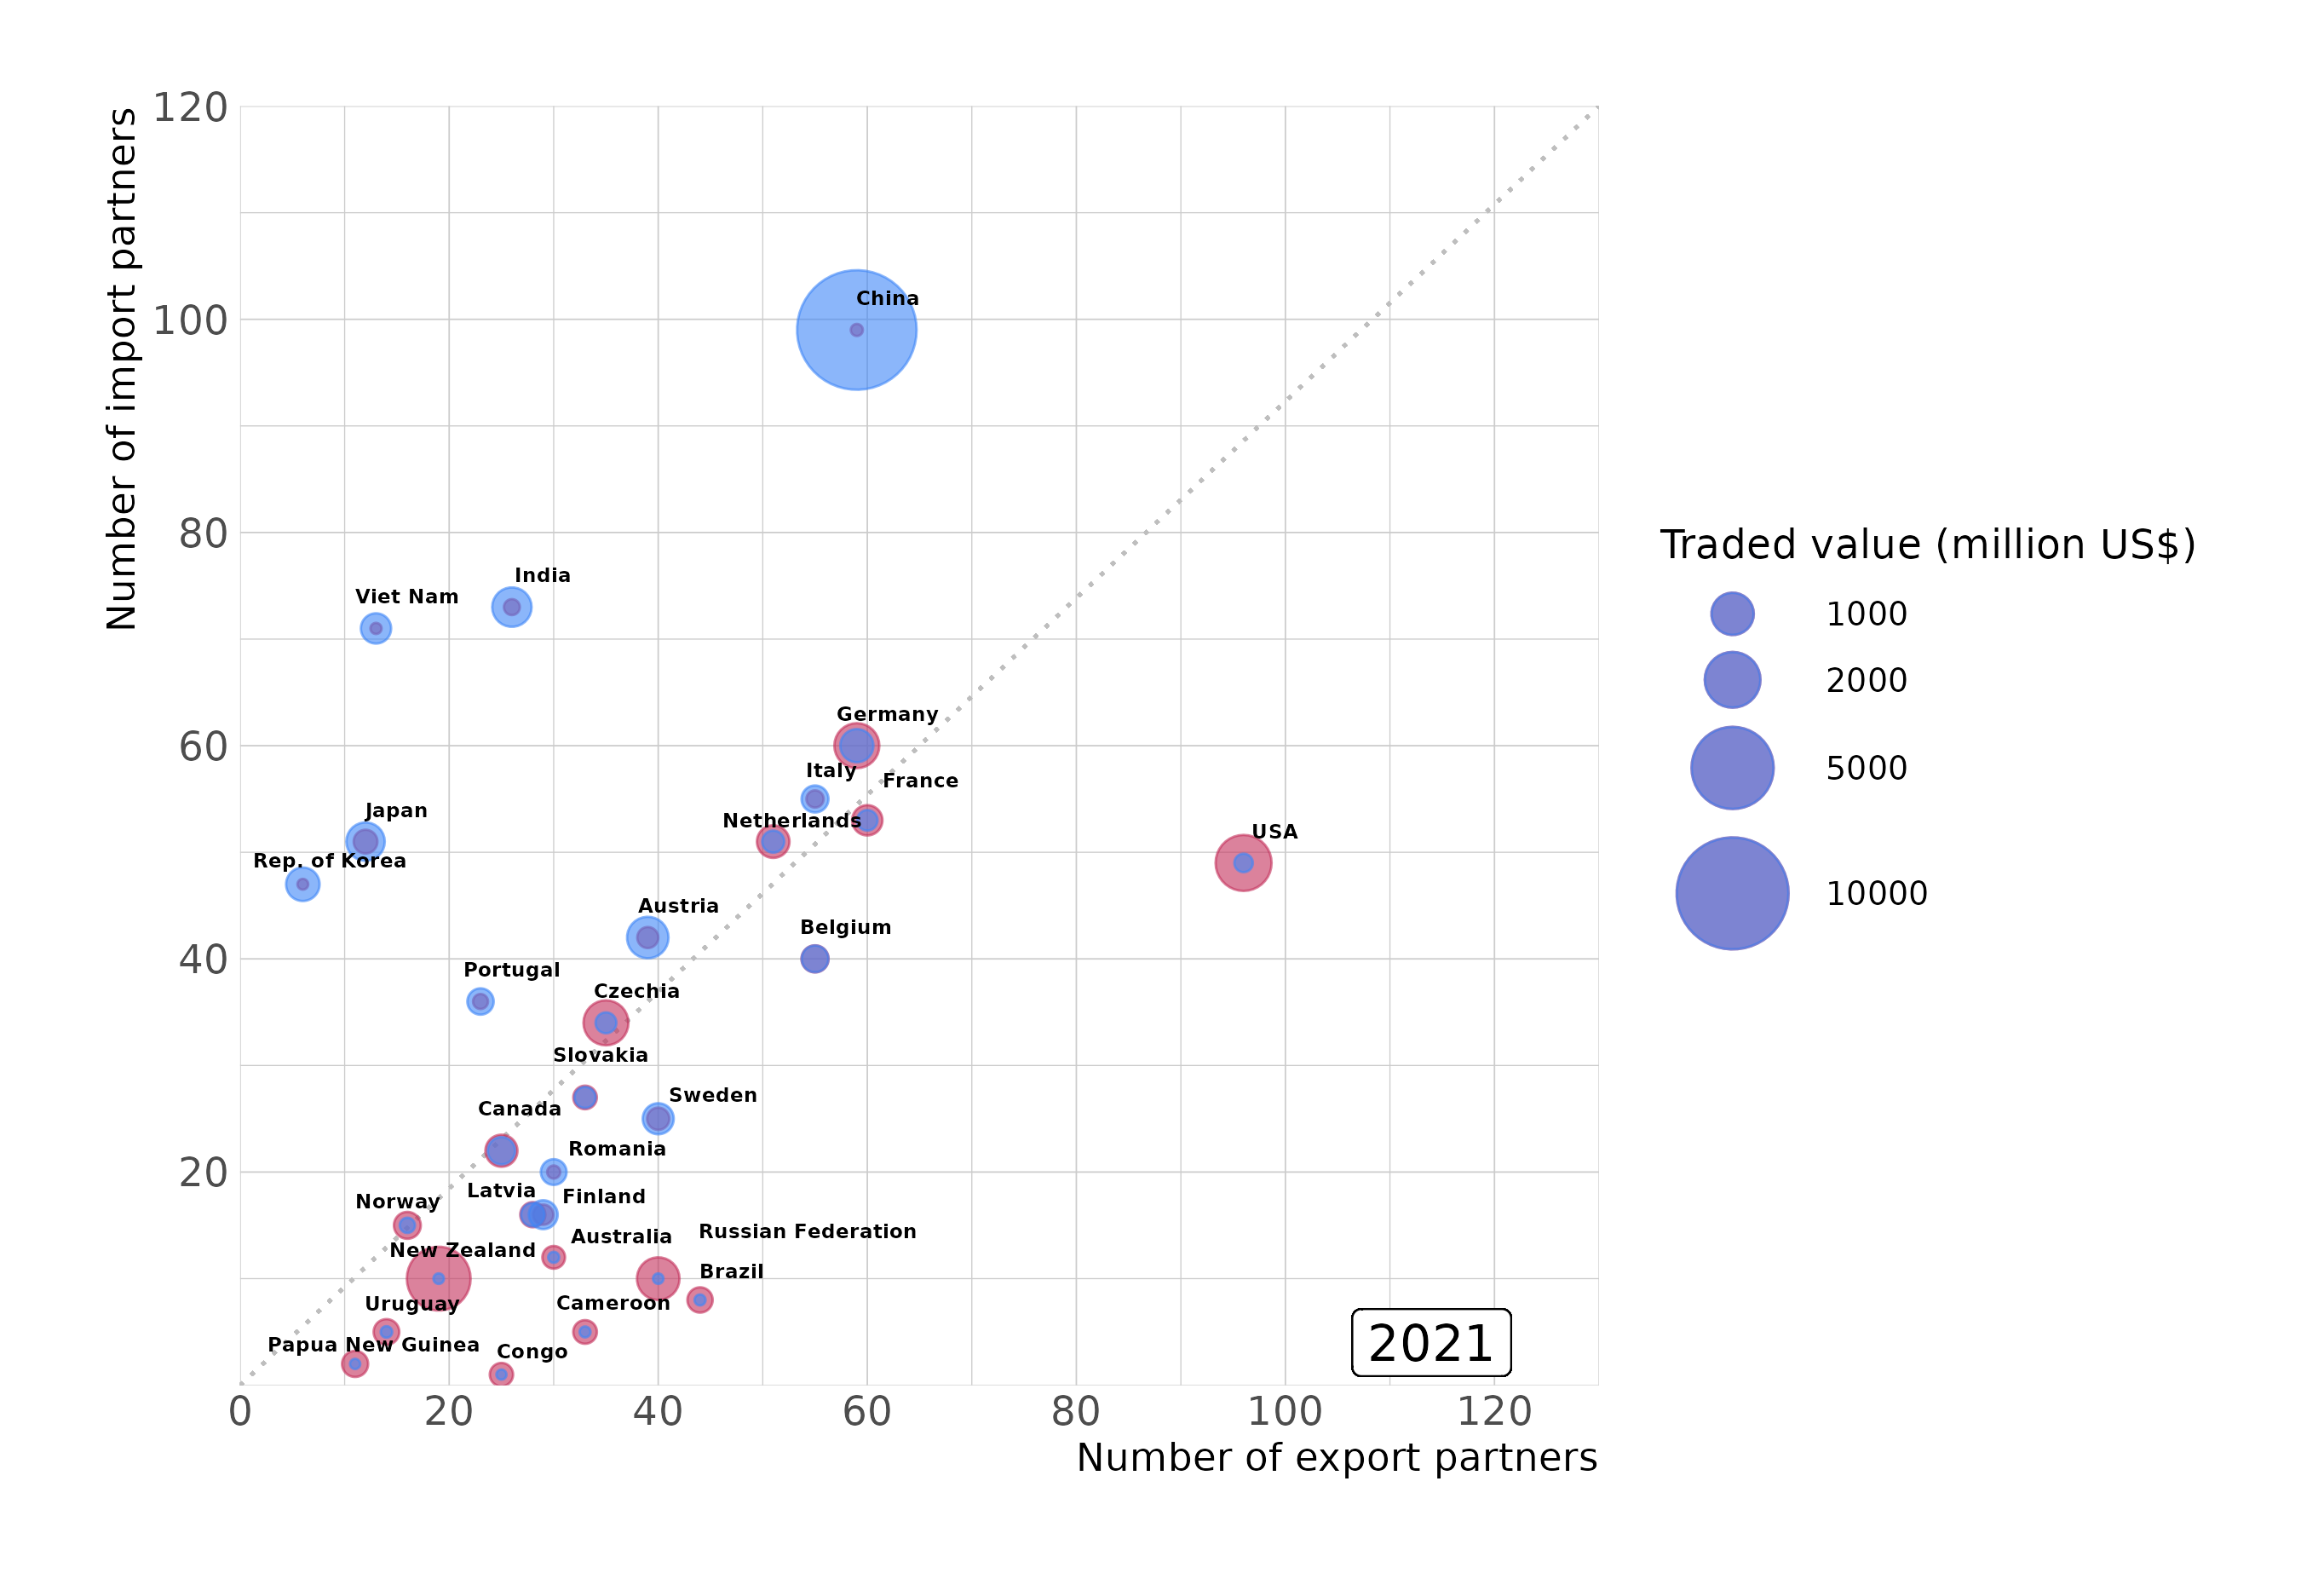 Number of import partners
120
100
80
60
40
20
China
India
Viet Nam
Germany
Italy
France
Japan
Netherlands
USA
Rep. of Korea
Austria
Belgium
Portugal
Czechia
Slovakia
Sweden
Canada
Romania
Latvia
Finland
Norway
Russian Federation
Australia
New Zealand
Brazil
Uruguay
Cameroon
Papua New Guinea
Congo
2021
0 20 40 60 80 100 120
Number of export partners
Traded value (million US$)
1000
2000
5000
10000